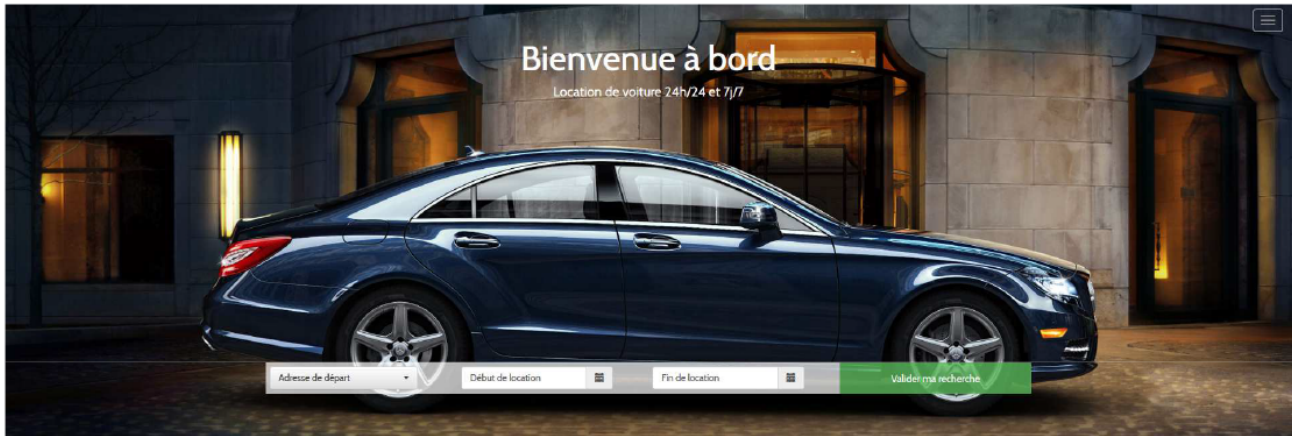 Bienvenue à bord
Location de voiture 24h/24 et 7j/7
Adresse de départ
Début de location
Fin de location
Valider ma recherche